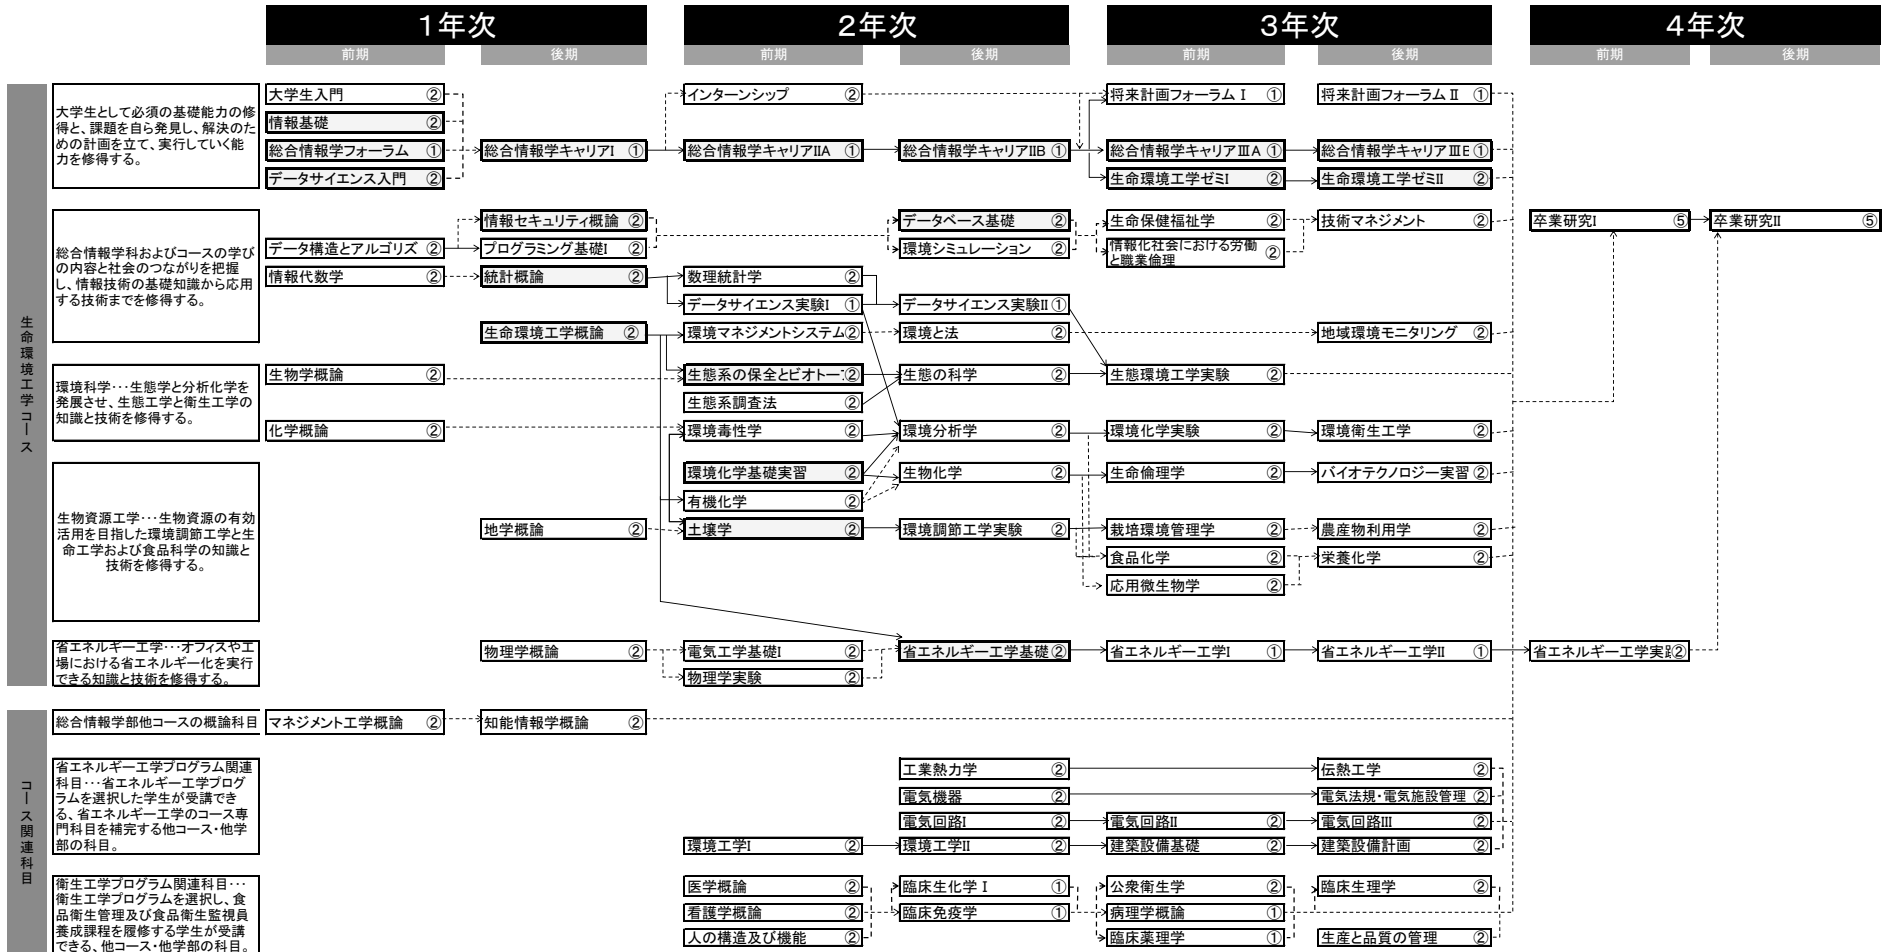 1年次
2年次
3年次
4年次
前期
後期
前期
後期
前期
後期
前期
後期
生命環境工学コース
大学生として必須の基礎能力の修
得と、課題を自ら発見し、解決のた
めの計画を立て、実行していく能
力を修得する。
大学生入門 ②
インターンシップ ②
将来計画フォーラム Ⅰ ①
将来計画フォーラム Ⅱ ①
情報基礎 ②
総合情報学フォーラム ①
総合情報学キャリアI ①
総合情報学キャリアIIA ①
総合情報学キャリアIIB ①
総合情報学キャリアⅢA ①
総合情報学キャリアⅢE ①
データサイエンス入門 ②
生命環境工学ゼミI ②
生命環境工学ゼミII ②
総合情報学科およびコースの学び
の内容と社会のつながりを把握
し、情報技術の基礎知識から応用
する技術までを修得する。
情報セキュリティ概論 ②
データベース基礎 ②
生命保健福祉学 ②
技術マネジメント ②
卒業研究I ⑤
卒業研究II ⑤
データ構造とアルゴリズ ②
プログラミング基礎I ②
環境シミュレーション ②
情報化社会における労働
と職業倫理 ②
情報代数学 ②
統計概論 ②
数理統計学 ②
データサイエンス実験I ①
データサイエンス実験II ①
生命環境工学概論 ②
環境マネジメントシステム ②
環境と法 ②
地域環境モニタリング ②
環境科学･･･生態学と分析化学を
発展させ、生態工学と衛生工学の
知識と技術を修得する。
生物学概論 ②
生態系の保全とビオトー ②
生態の科学 ②
生態環境工学実験 ②
生態系調査法 ②
化学概論 ②
環境毒性学 ②
環境分析学 ②
環境化学実験 ②
環境衛生工学 ②
生物資源工学･･･生物資源の有効
活用を目指した環境調節工学と生
命工学および食品科学の知識と
技術を修得する。
環境化学基礎実習 ②
生物化学 ②
生命倫理学 ②
バイオテクノロジー実習 ②
有機化学 ②
地学概論 ②
土壌学 ②
環境調節工学実験 ②
栽培環境管理学 ②
農産物利用学 ②
食品化学 ②
栄養化学 ②
応用微生物学 ②
省エネルギー工学･･･オフィスや工
場における省エネルギー化を実行
できる知識と技術を修得する。
物理学概論 ②
電気工学基礎I ②
省エネルギー工学基礎 ②
省エネルギー工学I ①
省エネルギー工学II ①
省エネルギー工学実 ②
物理学実験 ②
コース関連科目
総合情報学部他コースの概論科目
マネジメント工学概論 ②
知能情報学概論 ②
省エネルギー工学プログラム関連
科目･･･省エネルギー工学プログ
ラムを選択した学生が受講でき
る、省エネルギー工学のコース専
門科目を補完する他コース・他学
部の科目。
工業熱力学 ②
伝熱工学 ②
電気機器 ②
電気法規・電気施設管理 ②
電気回路I ②
電気回路II ②
電気回路III ②
環境工学I ②
環境工学II ②
建築設備基礎 ②
建築設備計画 ②
衛生工学プログラム関連科目･･･
衛生工学プログラムを選択し、食
品衛生管理及び食品衛生監視員
養成課程を履修する学生が受講
できる、他コース・他学部の科目。
医学概論 ②
臨床生化学 Ⅰ ①
公衆衛生学 ②
臨床生理学 ②
看護学概論 ②
臨床免疫学 ①
病理学概論 ①
人の構造及び機能 ②
臨床薬理学 ①
生産と品質の管理 ②